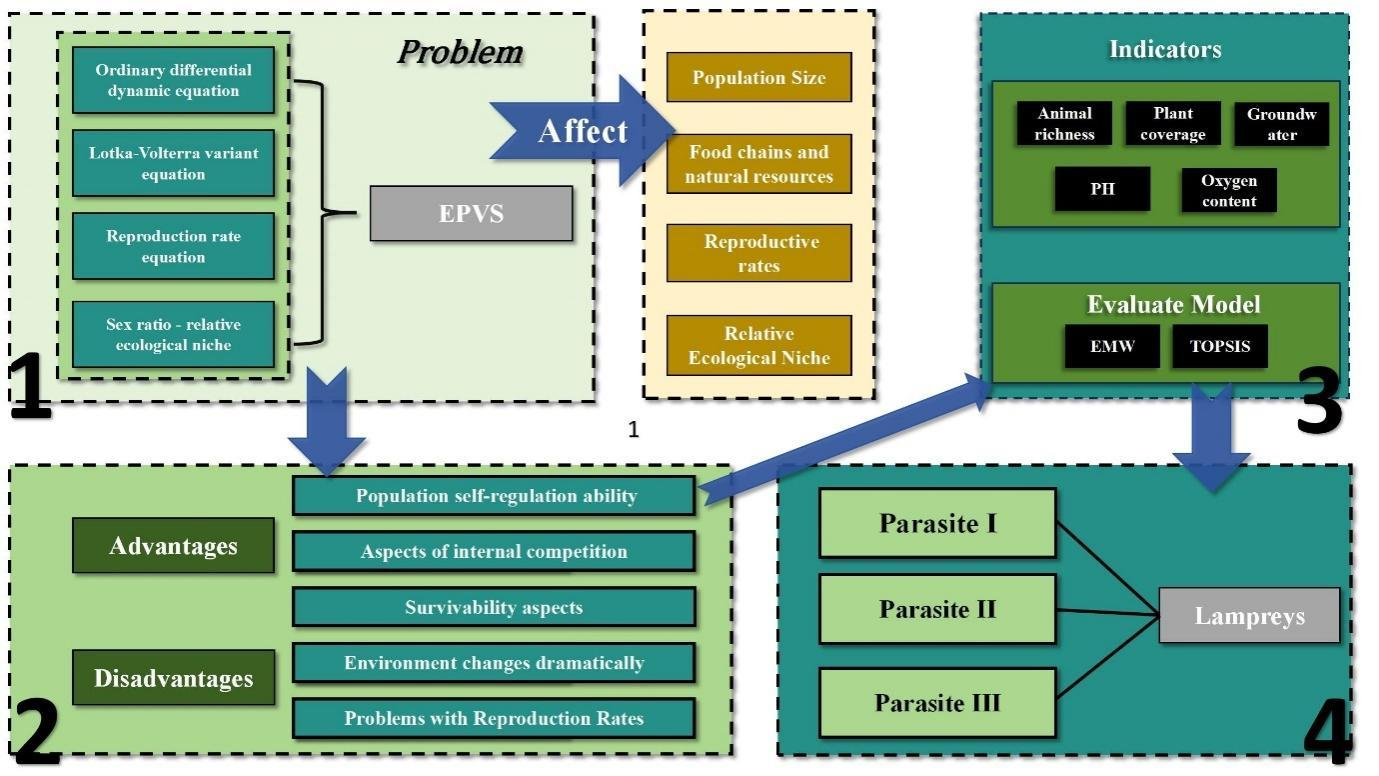 Problem
Ordinary differential
dynamic equation
Lotka-Volterra variant
equation
Reproduction rate
equation
Sex ratio - relative
ecological niche
EPVS
1
Affect
Population Size
Food chains and
natural resources
Reproductive
rates
Relative
Ecological Niche
1
Advantages
Disadvantages
Population self-regulation ability
Aspects of internal competition
Survivability aspects
Environment changes dramatically
Problems with Reproduction Rates
2
Indicators
Animal
richness
Plant
coverage
Groundw
ater
PH
Oxygen
content
Evaluate Model
EMW
TOPSIS
3
Parasite I
Parasite II
Parasite III
Lampreys
4